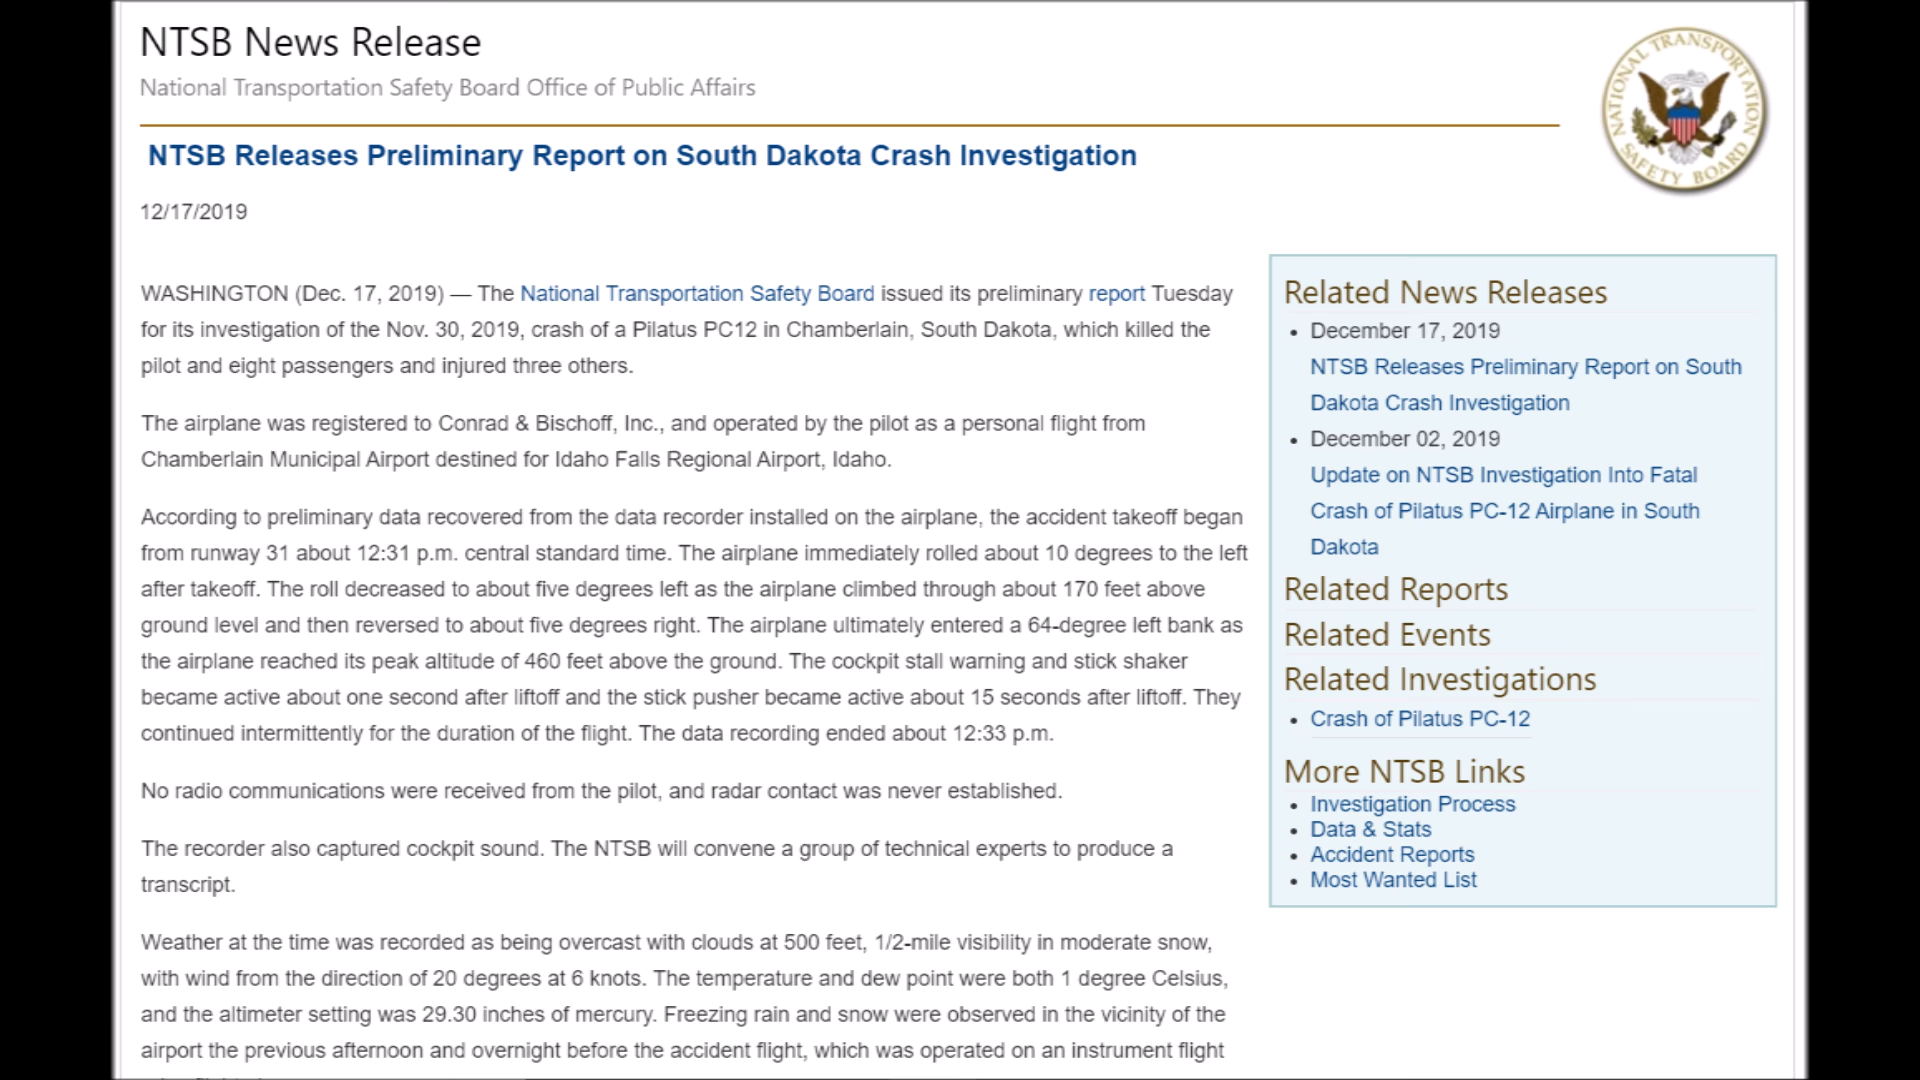 NTSB News Release
National Transportation Safety Board Office of Public Affairs
NATIONAL TRANSPORTATION
SAFETY BOARD
NTSB Releases Preliminary Report on South Dakota Crash Investigation
12/17/2019
WASHINGTON (Dec. 17, 2019) — The National Transportation Safety Board issued its preliminary report Tuesday
for its investigation of the Nov. 30, 2019, crash of a Pilatus PC12 in Chamberlain, South Dakota, which killed the
pilot and eight passengers and injured three others.
The airplane was registered to Conrad & Bischoff, Inc., and operated by the pilot as a personal flight from
Chamberlain Municipal Airport destined for Idaho Falls Regional Airport, Idaho.
According to preliminary data recovered from the data recorder installed on the airplane, the accident takeoff began
from runway 31 about 12:31 p.m. central standard time. The airplane immediately rolled about 10 degrees to the left
after takeoff. The roll decreased to about five degrees left as the airplane climbed through about 170 feet above
ground level and then reversed to about five degrees right. The airplane ultimately entered a 64-degree left bank as
the airplane reached its peak altitude of 460 feet above the ground. The cockpit stall warning and stick shaker
became active about one second after liftoff and the stick pusher became active about 15 seconds after liftoff. They
continued intermittently for the duration of the flight. The data recording ended about 12:33 p.m.
No radio communications were received from the pilot, and radar contact was never established.
The recorder also captured cockpit sound. The NTSB will convene a group of technical experts to produce a
transcript.
Weather at the time was recorded as being overcast with clouds at 500 feet, 1/2-mile visibility in moderate snow,
with wind from the direction of 20 degrees at 6 knots. The temperature and dew point were both 1 degree Celsius,
and the altimeter setting was 29.30 inches of mercury. Freezing rain and snow were observed in the vicinity of the
airport the previous afternoon and overnight before the accident flight, which was operated on an instrument flight
Related News Releases
• December 17, 2019
NTSB Releases Preliminary Report on South
Dakota Crash Investigation
• December 02, 2019
Update on NTSB Investigation Into Fatal
Crash of Pilatus PC-12 Airplane in South
Dakota
Related Reports
Related Events
Related Investigations
• Crash of Pilatus PC-12
More NTSB Links
• Investigation Process
• Data & Stats
• Accident Reports
• Most Wanted List